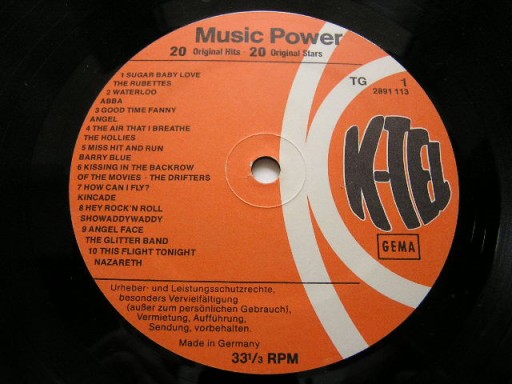 Music Power
20 Original Hits - 20 Original Stars
TG 1
2891 113
1 SUGAR BABY LOVE
THE RUBETTES
2 WATERLOO
ABBA
3 GOOD TIME FANNY
ANGEL
4 THE AIR THAT I BREATHE
THE HOLLIES
5 MISS HIT AND RUN
BARRY BLUE
6 KISSING IN THE BACKROW
OF THE MOVIES - THE DRIFTERS
7 HOW CAN I FLY?
KINCADE
8 HEY ROCK'N ROLL
SHOWADDYWADDY
9 ANGEL FACE
THE GLITTER BAND
10 THIS FLIGHT TONIGHT
NAZARETH
K-TEL
GEMA
Urheber- und Leistungsschutzrechte,
besonders Vervielfältigung
(außer zum persönlichen Gebrauch),
Vermietung, Aufführung,
Sendung, vorbehalten.
Made in Germany
33 1/3 RPM